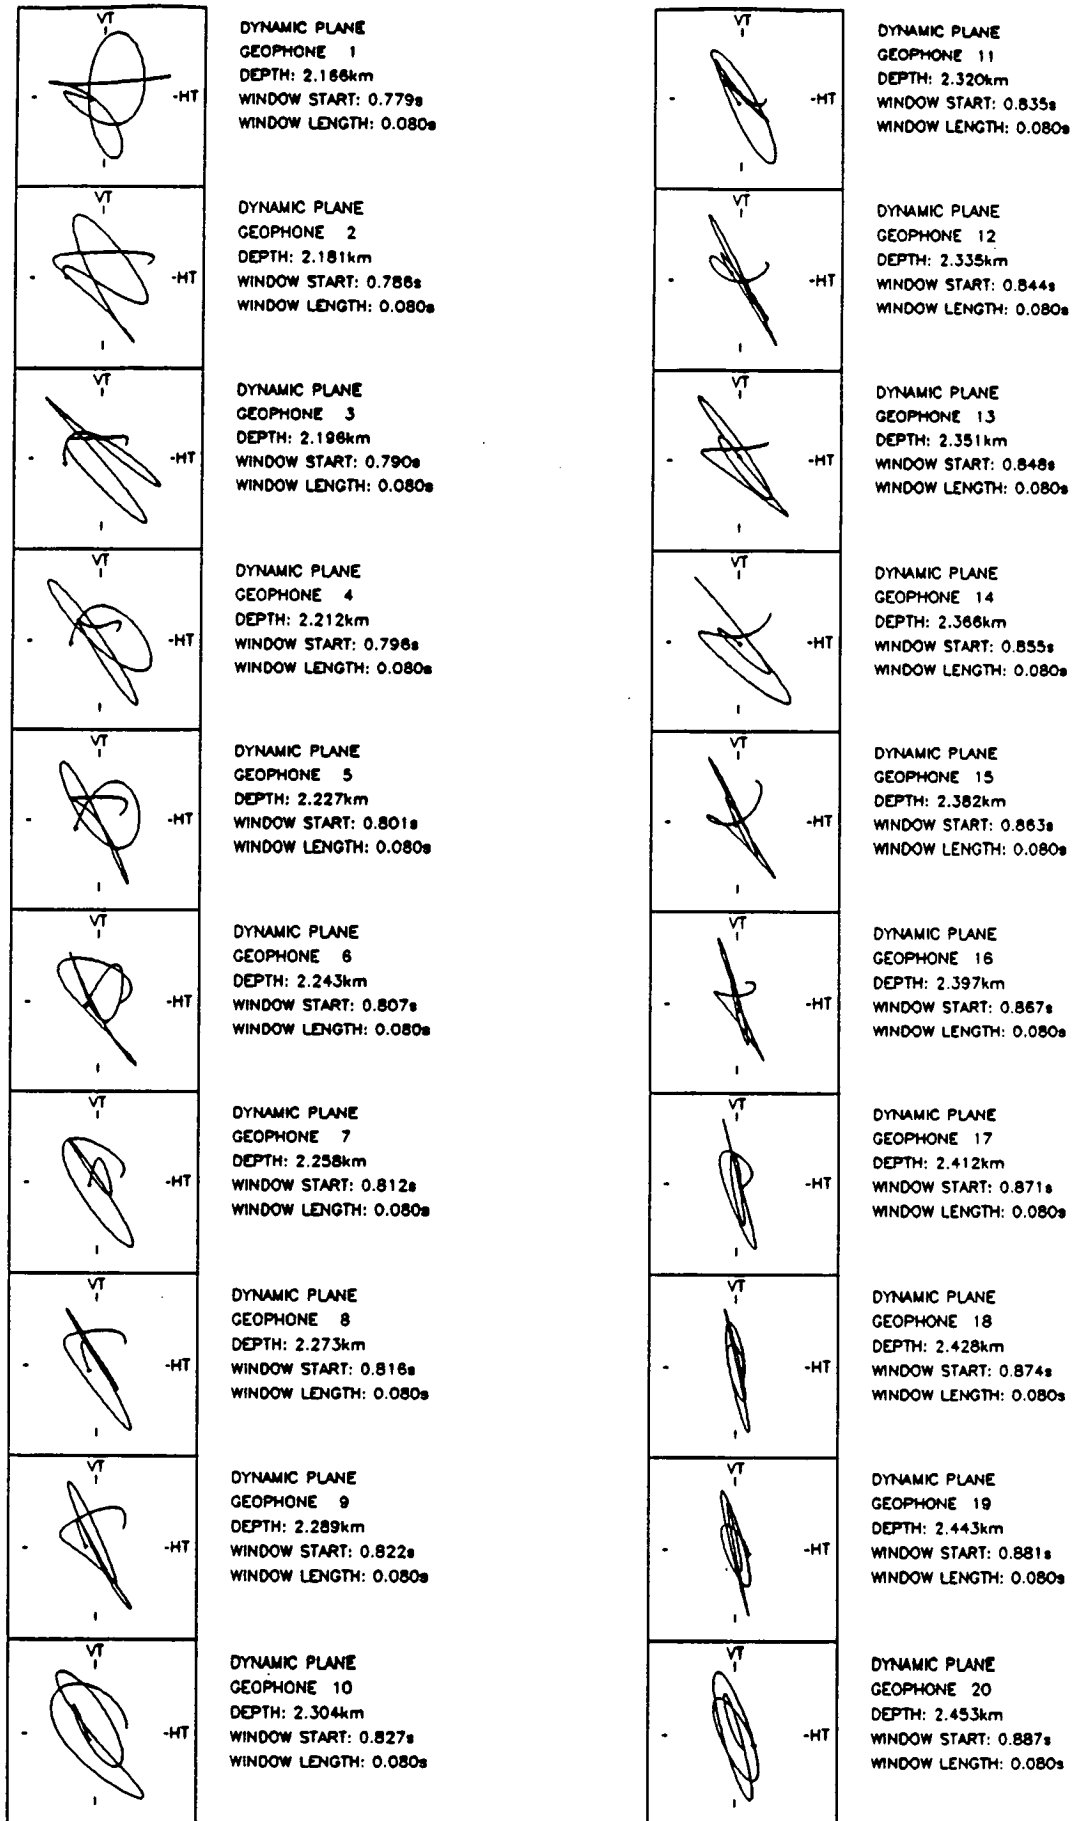 VT
-HT
DYNAMIC PLANE
GEOPHONE 1
DEPTH: 2.166km
WINDOW START: 0.779s
WINDOW LENGTH: 0.080s
VT
-HT
DYNAMIC PLANE
GEOPHONE 2
DEPTH: 2.181km
WINDOW START: 0.786s
WINDOW LENGTH: 0.080s
VT
-HT
DYNAMIC PLANE
GEOPHONE 3
DEPTH: 2.196km
WINDOW START: 0.790s
WINDOW LENGTH: 0.080s
VT
-HT
DYNAMIC PLANE
GEOPHONE 4
DEPTH: 2.212km
WINDOW START: 0.796s
WINDOW LENGTH: 0.080s
VT
-HT
DYNAMIC PLANE
GEOPHONE 5
DEPTH: 2.227km
WINDOW START: 0.801s
WINDOW LENGTH: 0.080s
VT
-HT
DYNAMIC PLANE
GEOPHONE 6
DEPTH: 2.243km
WINDOW START: 0.807s
WINDOW LENGTH: 0.080s
VT
-HT
DYNAMIC PLANE
GEOPHONE 7
DEPTH: 2.258km
WINDOW START: 0.812s
WINDOW LENGTH: 0.080s
VT
-HT
DYNAMIC PLANE
GEOPHONE 8
DEPTH: 2.273km
WINDOW START: 0.816s
WINDOW LENGTH: 0.080s
VT
-HT
DYNAMIC PLANE
GEOPHONE 9
DEPTH: 2.289km
WINDOW START: 0.822s
WINDOW LENGTH: 0.080s
VT
-HT
DYNAMIC PLANE
GEOPHONE 10
DEPTH: 2.304km
WINDOW START: 0.827s
WINDOW LENGTH: 0.080s
VT
-HT
DYNAMIC PLANE
GEOPHONE 11
DEPTH: 2.320km
WINDOW START: 0.835s
WINDOW LENGTH: 0.080s
VT
-HT
DYNAMIC PLANE
GEOPHONE 12
DEPTH: 2.335km
WINDOW START: 0.844s
WINDOW LENGTH: 0.080s
VT
-HT
DYNAMIC PLANE
GEOPHONE 13
DEPTH: 2.351km
WINDOW START: 0.848s
WINDOW LENGTH: 0.080s
VT
-HT
DYNAMIC PLANE
GEOPHONE 14
DEPTH: 2.366km
WINDOW START: 0.855s
WINDOW LENGTH: 0.080s
VT
-HT
DYNAMIC PLANE
GEOPHONE 15
DEPTH: 2.382km
WINDOW START: 0.863s
WINDOW LENGTH: 0.080s
VT
-HT
DYNAMIC PLANE
GEOPHONE 16
DEPTH: 2.397km
WINDOW START: 0.867s
WINDOW LENGTH: 0.080s
VT
-HT
DYNAMIC PLANE
GEOPHONE 17
DEPTH: 2.412km
WINDOW START: 0.871s
WINDOW LENGTH: 0.080s
VT
-HT
DYNAMIC PLANE
GEOPHONE 18
DEPTH: 2.428km
WINDOW START: 0.874s
WINDOW LENGTH: 0.080s
VT
-HT
DYNAMIC PLANE
GEOPHONE 19
DEPTH: 2.443km
WINDOW START: 0.881s
WINDOW LENGTH: 0.080s
VT
-HT
DYNAMIC PLANE
GEOPHONE 20
DEPTH: 2.453km
WINDOW START: 0.887s
WINDOW LENGTH: 0.080s